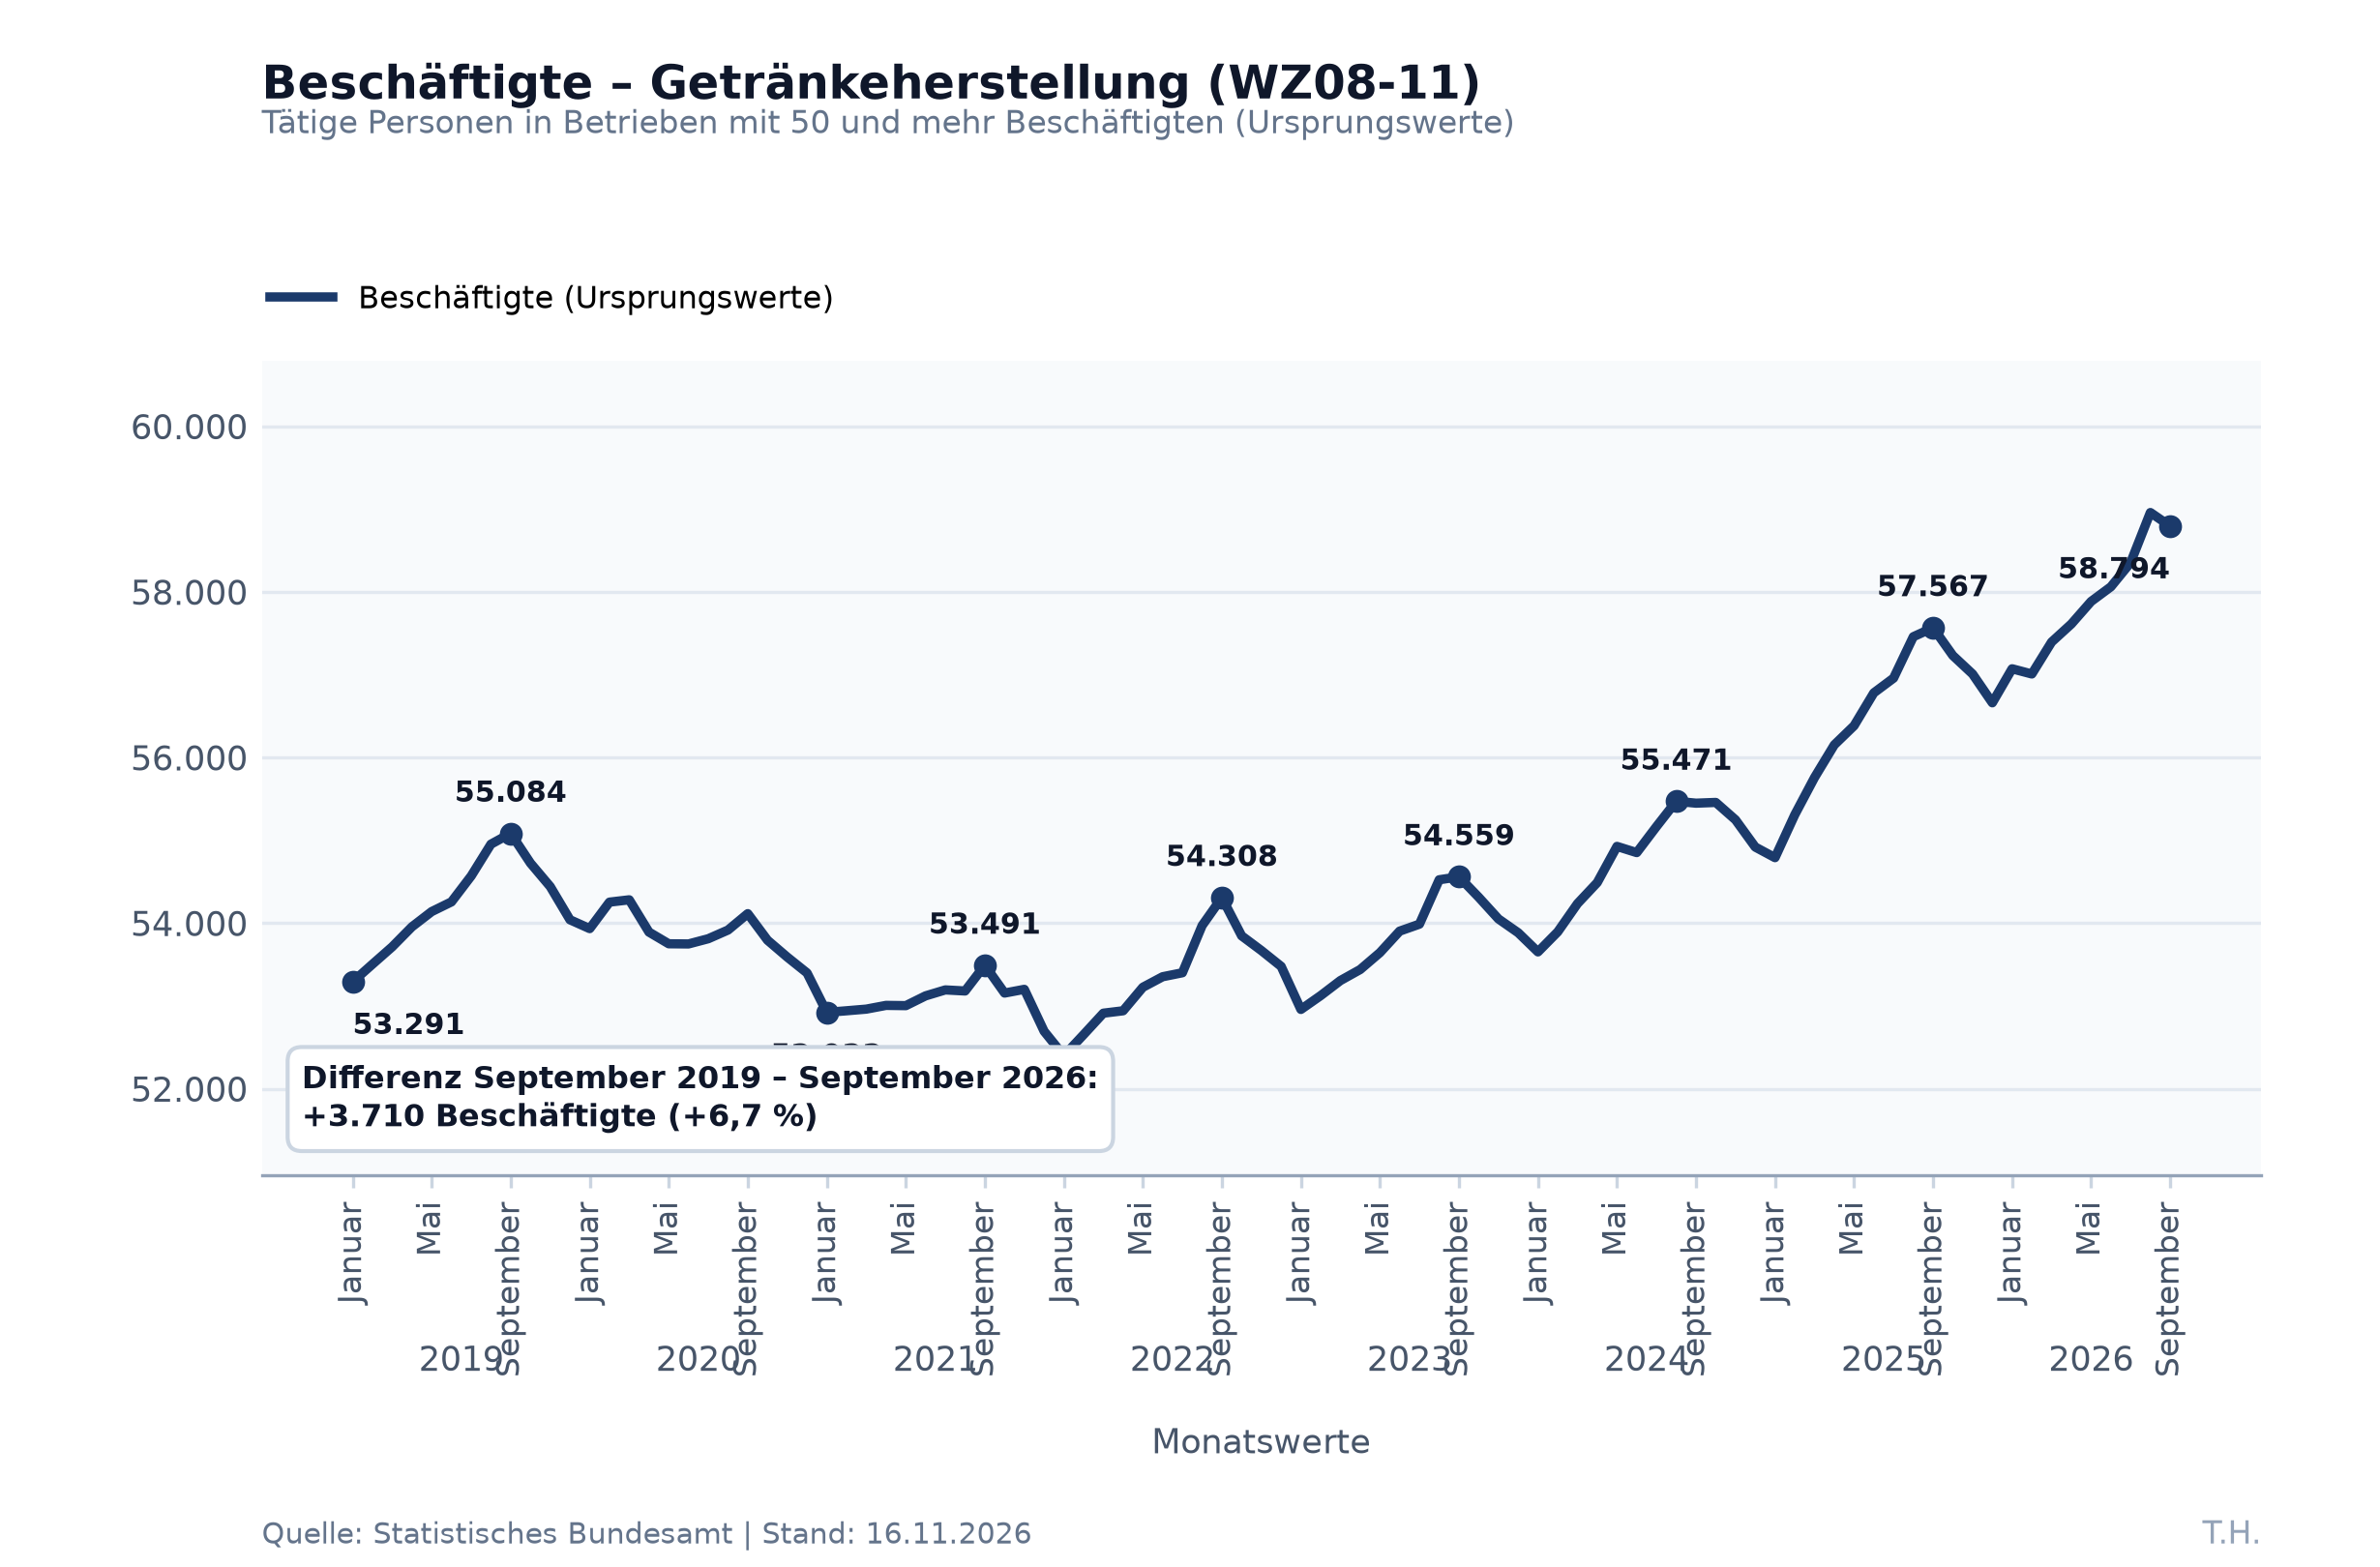 Beschäftigte – Getränkeherstellung (WZ08-11)
Tätige Personen in Betrieben mit 50 und mehr Beschäftigten (Ursprungswerte)
Beschäftigte (Ursprungswerte)
60.000
58.000
56.000
54.000
52.000
53.291
55.084
53.491
54.308
54.559
55.471
57.567
58.794
Differenz September 2019 – September 2026:
+3.710 Beschäftigte (+6,7 %)
Januar
Mai
September
Januar
Mai
September
Januar
Mai
September
Januar
Mai
September
Januar
Mai
September
Januar
Mai
September
Januar
Mai
September
Januar
Mai
September
2019
2020
2021
2022
2023
2024
2025
2026
Monatswerte
Quelle: Statistisches Bundesamt | Stand: 16.11.2026
T.H.